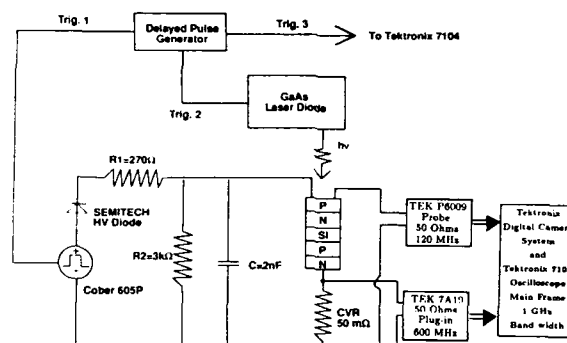 Trig. 1
Delayed Pulse
Generator
Trig. 3
To Tektronix 7104
Trig. 2
GaAs
Laser Diode
hν
R1=270Ω
SEMITECH
HV Diode
R2=3kΩ
C=2nF
Cober 605P
P
N
SI
P
N
CVR
50 mΩ
TEK P6009
Probe
50 Ohms
120 MHz
TEK 7A19
50 Ohms
Plug-in
600 MHz
Tektronix
Digital Camera
System
and
Tektronix 710
Oscilloscope
Main Frame
1 GHz
Band width